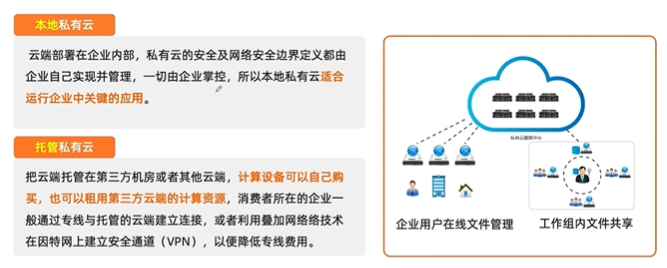 本地私有云
云端部署在企业内部，私有云的安全及网络安全边界定义都由
企业自己实现并管理，一切由企业掌控，所以本地私有云适合
运行企业中关键的应用。
托管私有云
把云端托管在第三方机房或者其他云端，计算设备可以自己购
买，也可以租用第三方云端的计算资源，消费者所在的企业一
般通过专线与托管的云端建立连接，或者利用叠加网络络技术
在因特网上建立安全通道（VPN），以便降低专线费用。
私有云数据中心
企业用户在线文件管理
工作组内文件共享